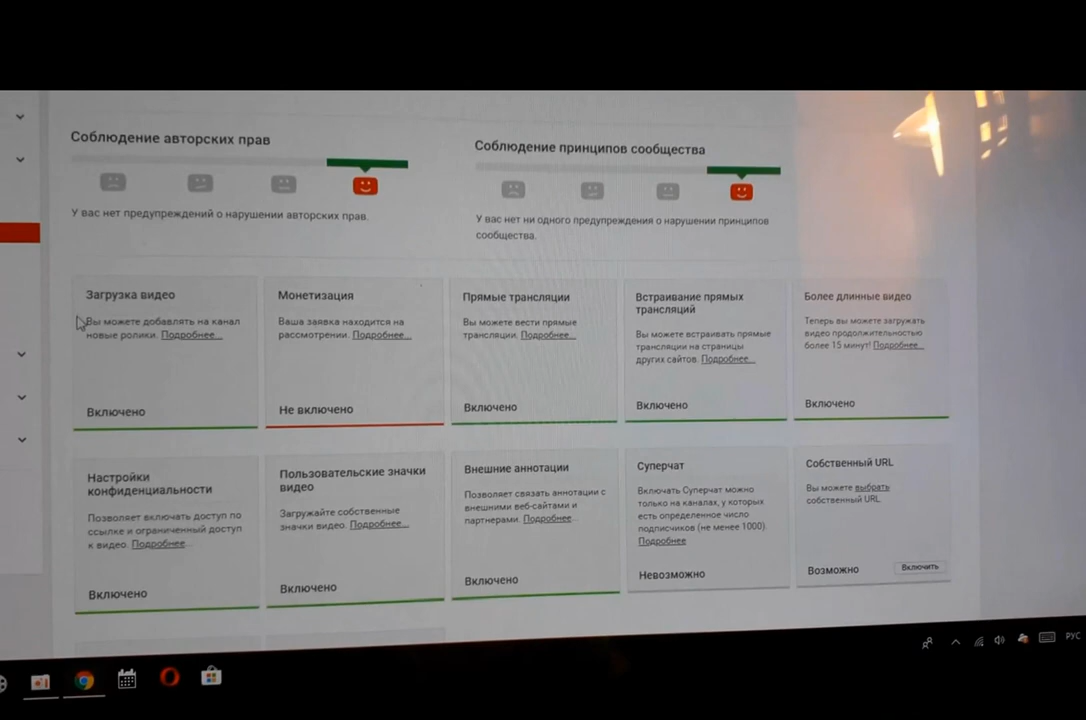 Соблюдение авторских прав
У вас нет предупреждений о нарушении авторских прав.
Соблюдение принципов сообщества
У вас нет ни одного предупреждения о нарушении принципов
сообщества.
Загрузка видео
Вы можете добавлять на канал
новые ролики. Подробнее...
Включено
Монетизация
Ваша заявка находится на
рассмотрении. Подробнее...
Не включено
Прямые трансляции
Вы можете вести прямые
трансляции. Подробнее...
Включено
Встраивание прямых
трансляций
Вы можете встраивать прямые
трансляции на страницы
других сайтов. Подробнее...
Включено
Более длинные видео
Теперь вы можете загружать
видео продолжительностью
более 15 минут! Подробнее...
Включено
Настройки
конфиденциальности
Позволяет включать доступ по
ссылке и ограниченный доступ
к видео. Подробнее...
Включено
Пользовательские значки
видео
Загружайте собственные
значки видео. Подробнее...
Включено
Внешние аннотации
Позволяет связать аннотации с
внешними веб-сайтами и
партнерами. Подробнее...
Включено
Суперчат
Включать Суперчат можно
только на каналах, у которых
есть определенное число
подписчиков (не менее 1000).
Подробнее
Невозможно
Собственный URL
Вы можете выбрать
собственный URL
Возможно
Включить
РУС